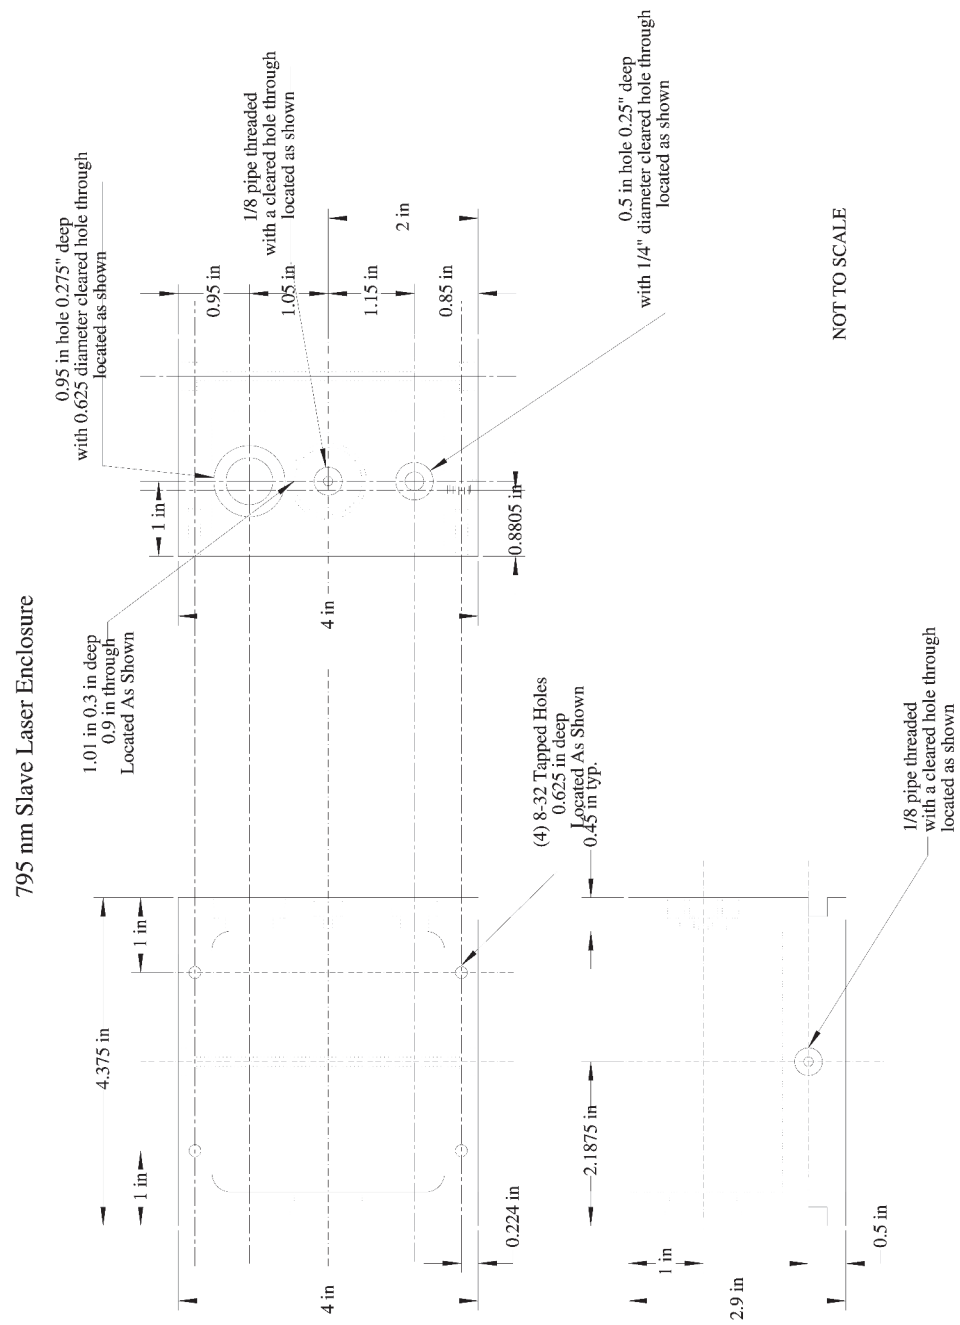 795 nm Slave Laser Enclosure
0.95 in hole 0.275" deep
with 0.625 diameter cleared hole through
located as shown
1/8 pipe threaded
with a cleared hole through
located as shown
0.5 in hole 0.25" deep
with 1/4" diameter cleared hole through
located as shown
1.01 in 0.3 in deep
0.9 in through
Located As Shown
0.95 in
1.05 in
1.15 in
0.85 in
2 in
1 in
0.8805 in
4 in
NOT TO SCALE
(4) 8-32 Tapped Holes
0.625 in deep
Located As Shown
0.45 in typ.
4.375 in
1 in
1 in
0.224 in
4 in
2.1875 in
1/8 pipe threaded
with a cleared hole through
located as shown
1 in
2.9 in
0.5 in